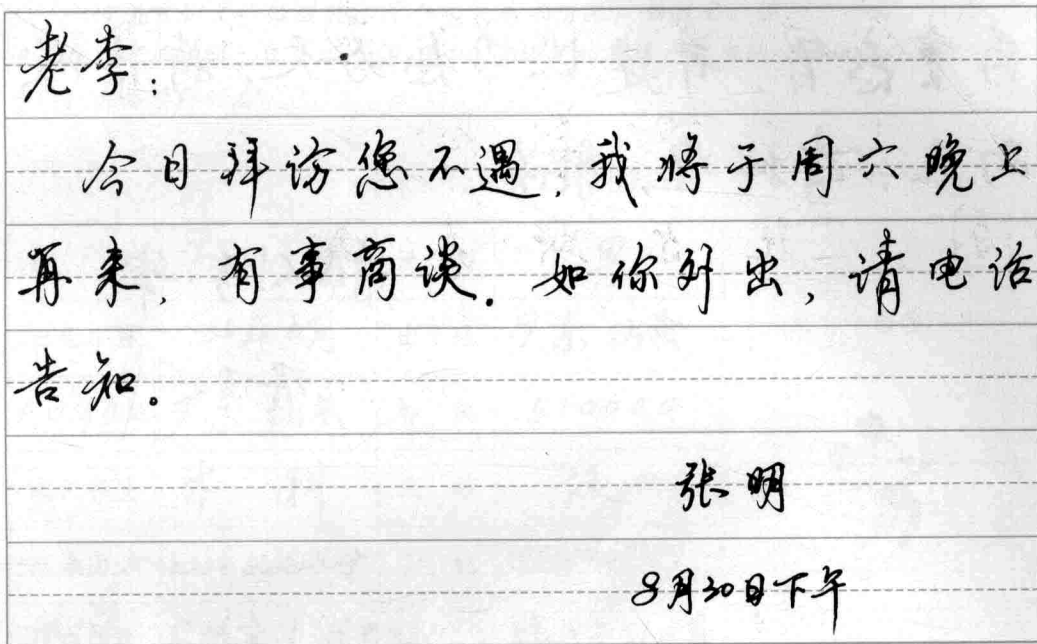 老李：
今日拜访您不遇，我将于周六晚上
再来，有事商谈．如你外出，请电话
告知。
张明
8月30日下午